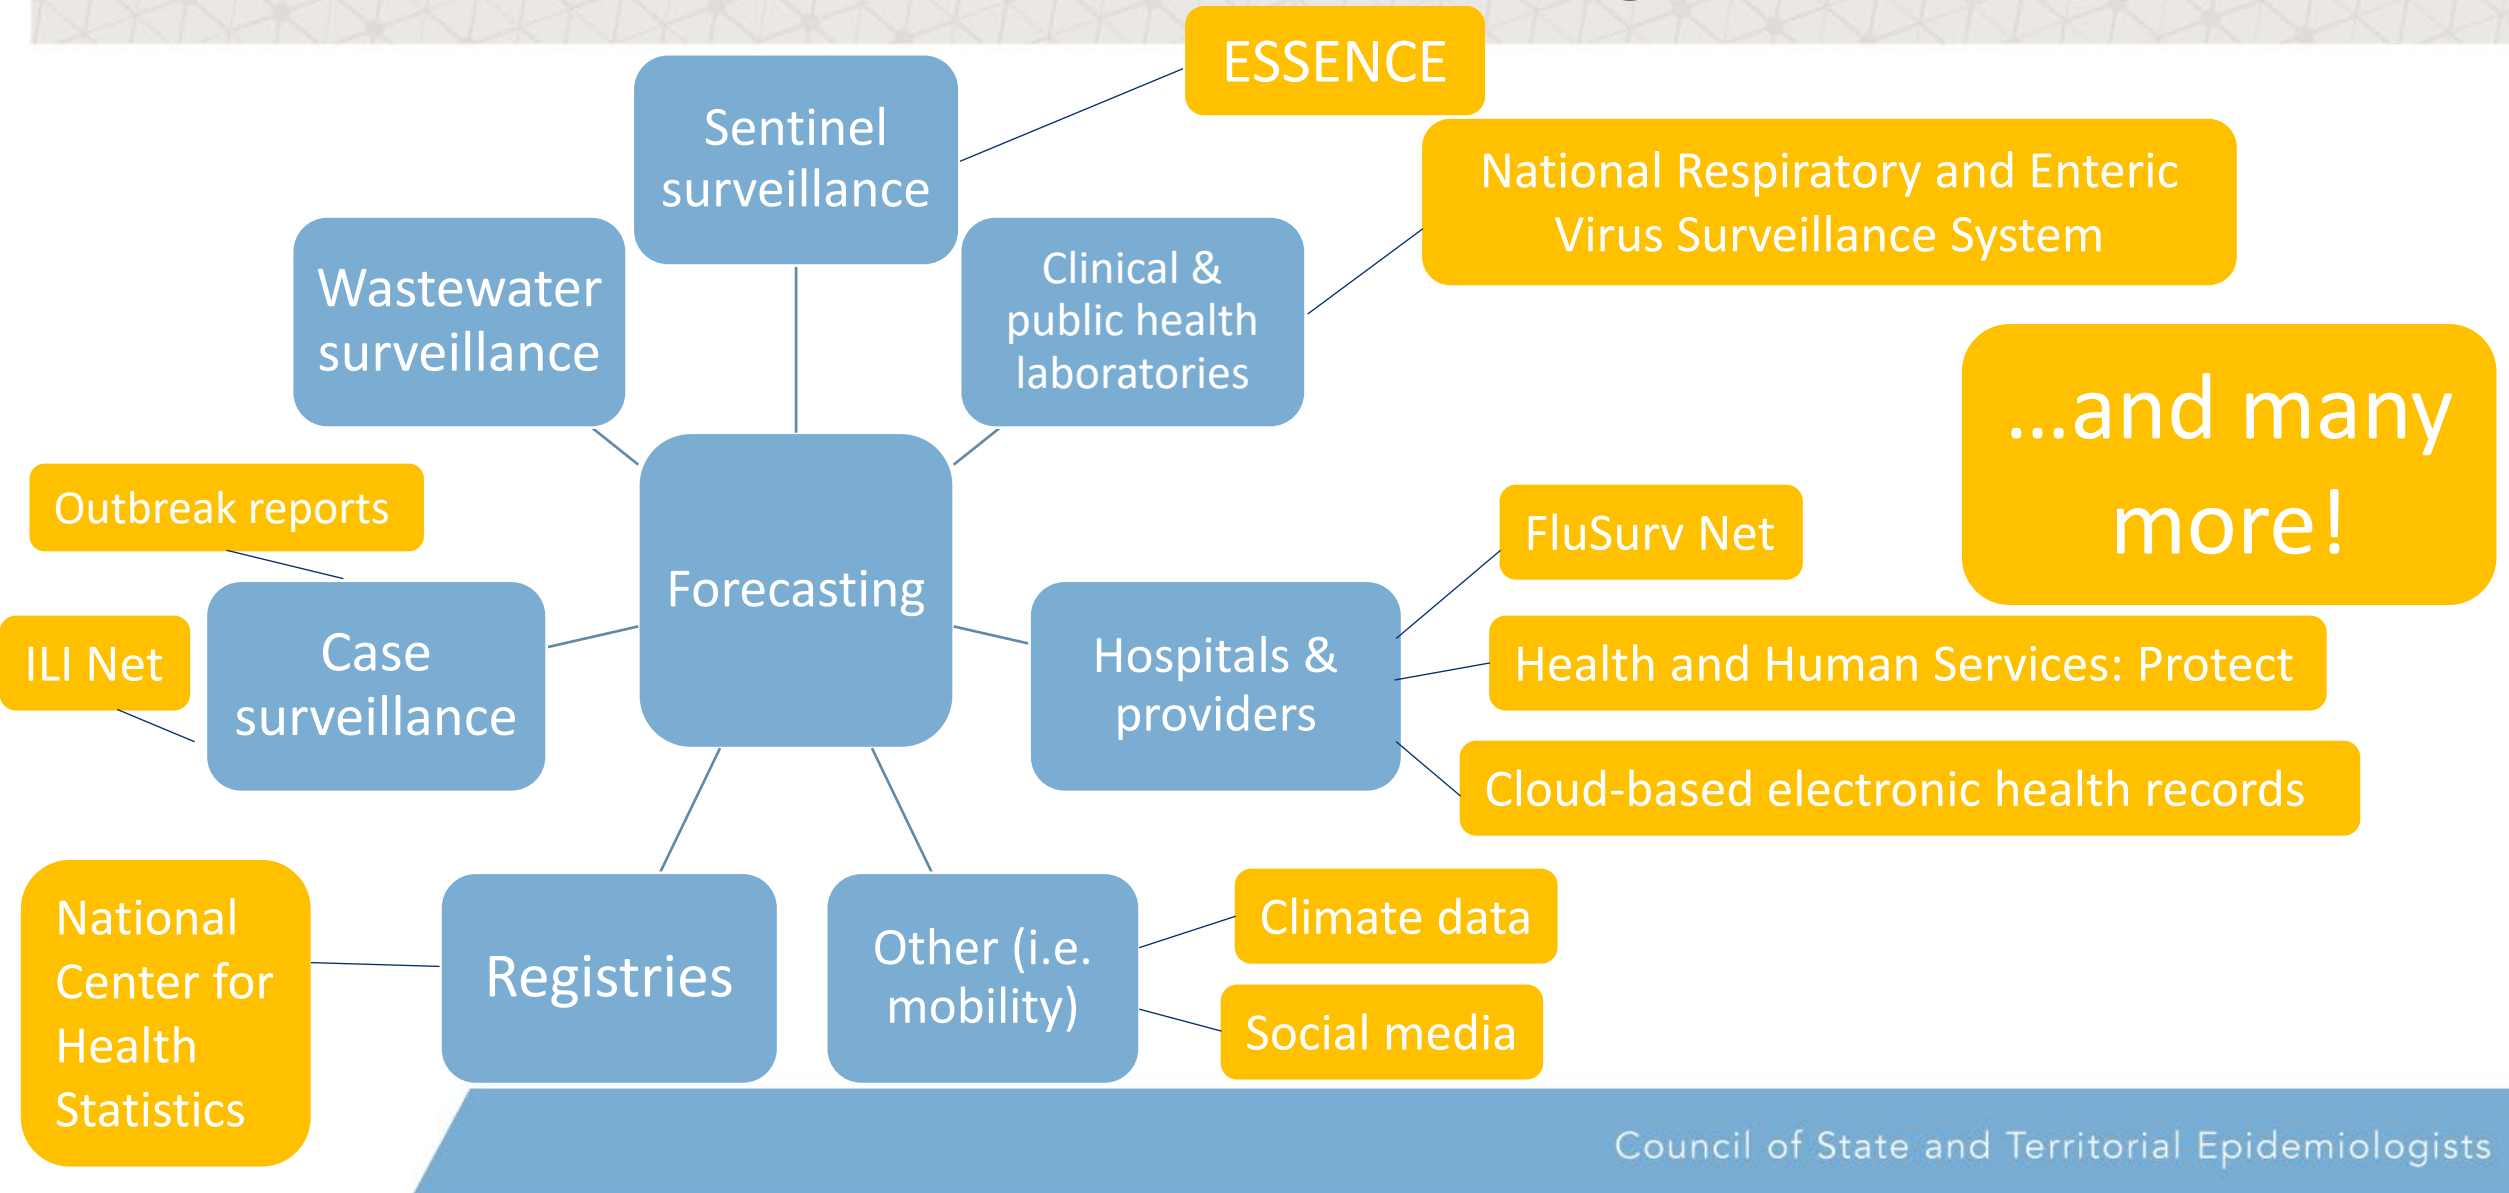 ESSENCE
Sentinel
surveillance
National Respiratory and Enteric
Virus Surveillance System
Wastewater
surveillance
Clinical &
public health
laboratories
...and many
more!
Outbreak reports
FluSurv Net
Forecasting
ILI Net
Case
surveillance
Hospitals &
providers
Health and Human Services: Protect
Cloud-based electronic health records
National
Center for
Health
Statistics
Registries
Other (i.e.
mobility)
Climate data
Social media
Council of State and Territorial Epidemiologists